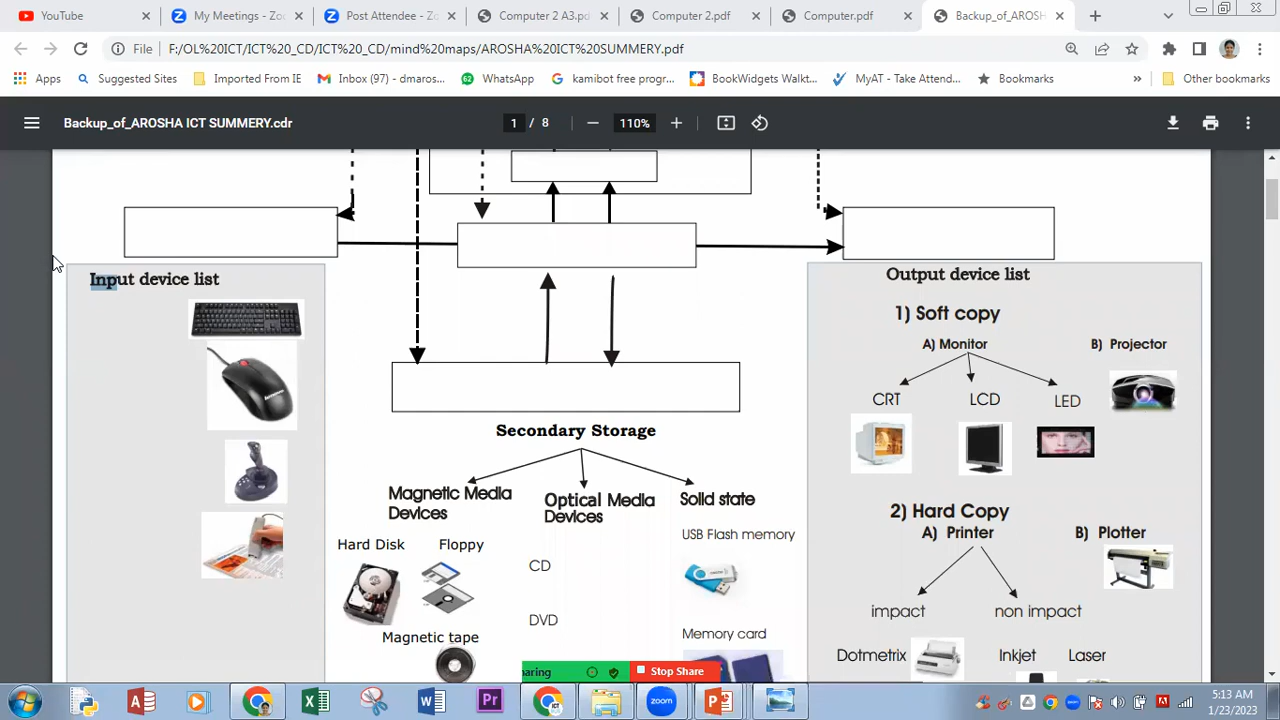 YouTube
My Meetings - Zo
Post Attendee - Zo
Computer 2 A3.pd
Computer 2.pdf
Computer.pdf
Backup_of_AROSH
File
F:/OL%20ICT/ICT%20_CD/ICT%20_CD/mind%20maps/AROSHA%20ICT%20SUMMERY.pdf
Apps
Suggested Sites
Imported From IE
Inbox (97) - dmaros...
62
WhatsApp
kamibot free progr...
BookWidgets Walkt...
MyAT - Take Attend...
Bookmarks
»
Other bookmarks
Backup_of_AROSHA ICT SUMMERY.cdr
1 / 8
110%
Input device list
Output device list
1) Soft copy
A) Monitor
B) Projector
CRT
LCD
LED
Secondary Storage
Magnetic Media
Devices
Optical Media
Devices
Solid state
2) Hard Copy
A) Printer
B) Plotter
Hard Disk
Floppy
USB Flash memory
CD
impact
non impact
DVD
Magnetic tape
Memory card
Dotmetrix
Inkjet
Laser
haring
Stop Share
zoom
5:13 AM
1/23/2023